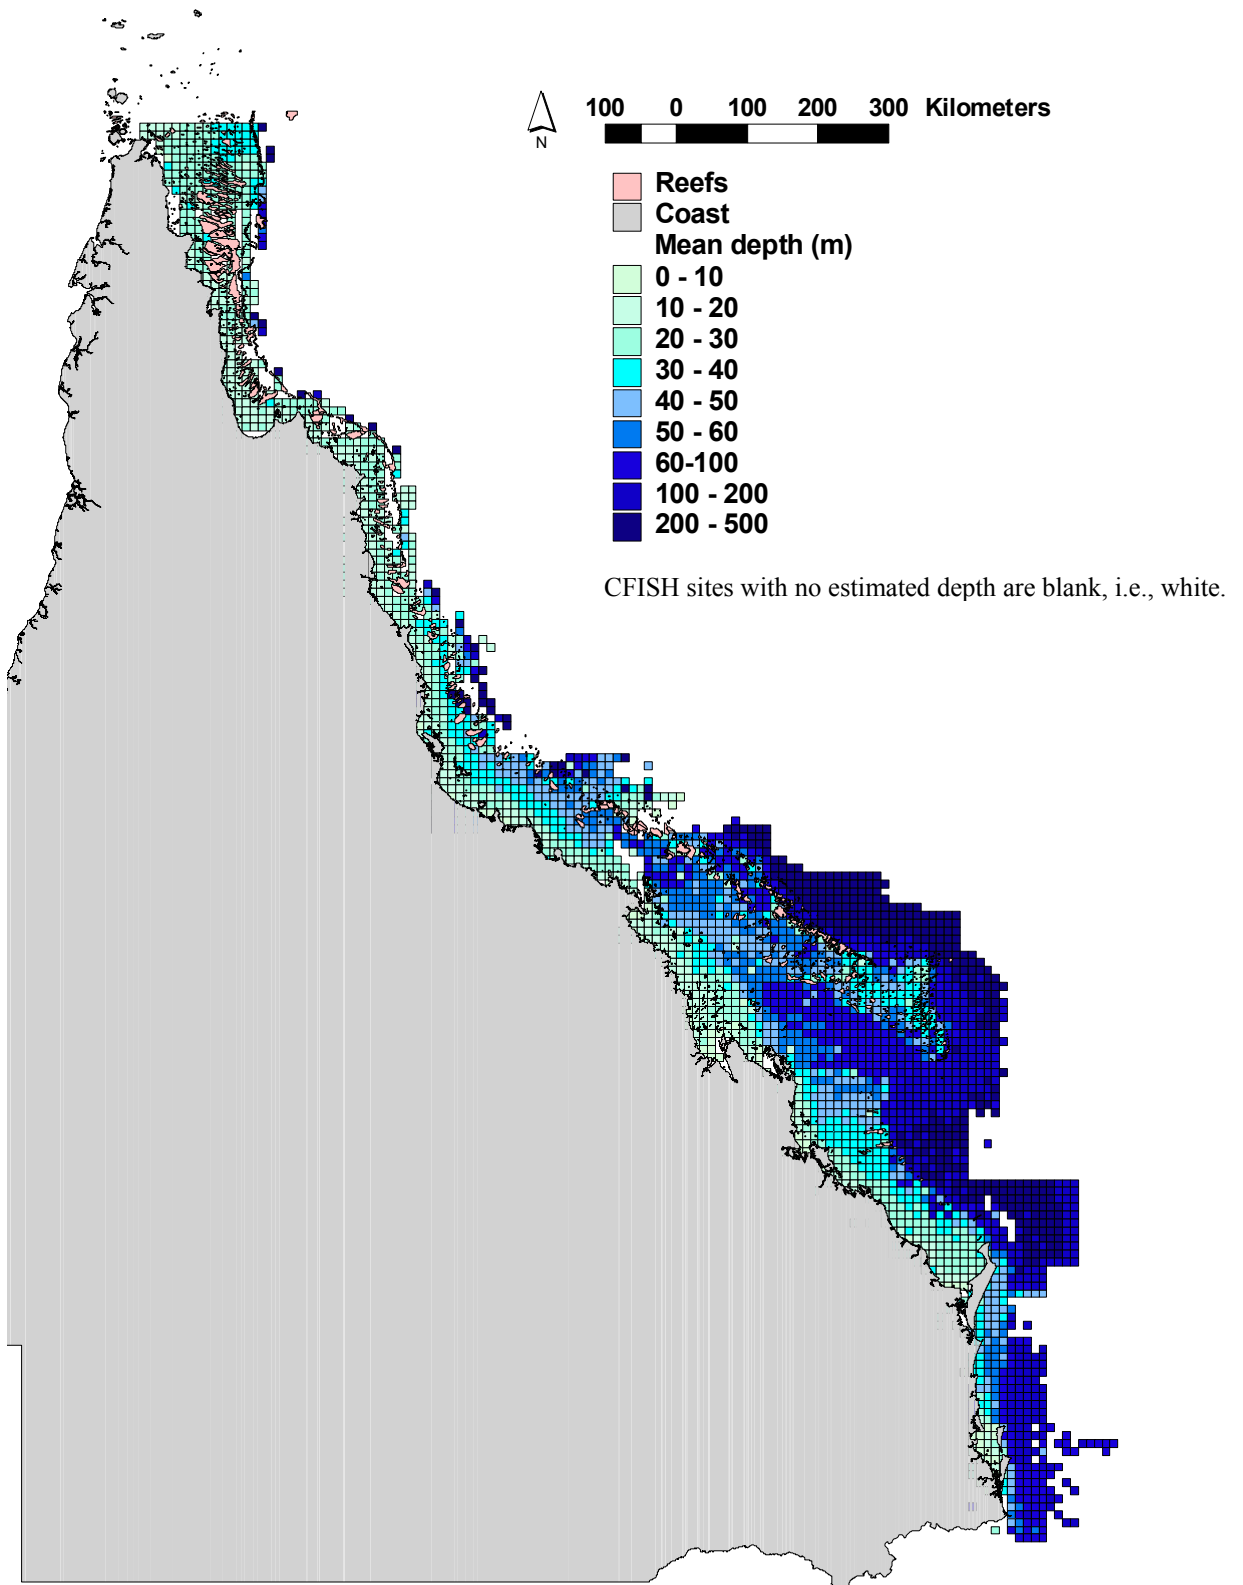 100 0 100 200 300 Kilometers
N
Reefs
Coast
Mean depth (m)
0 - 10
10 - 20
20 - 30
30 - 40
40 - 50
50 - 60
60-100
100 - 200
200 - 500
CFISH sites with no estimated depth are blank, i.e., white.